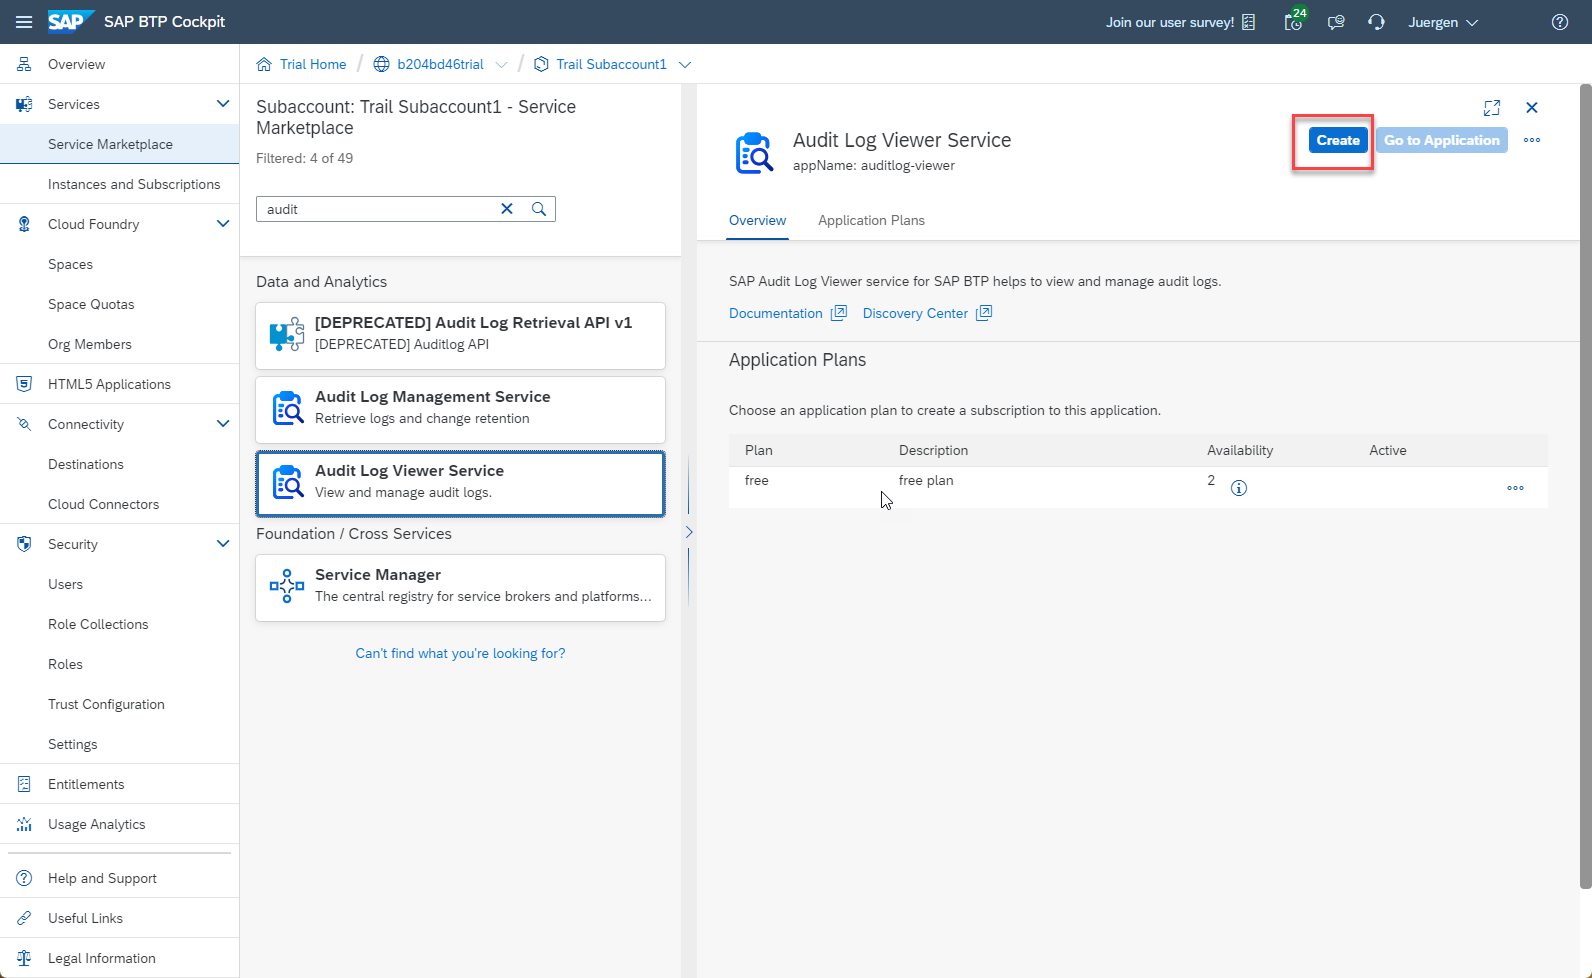 SAP SAP BTP Cockpit
Join our user survey!
24
Juergen
Overview
Services
Service Marketplace
Instances and Subscriptions
Cloud Foundry
Spaces
Space Quotas
Org Members
HTML5 Applications
Connectivity
Destinations
Cloud Connectors
Security
Users
Role Collections
Roles
Trust Configuration
Settings
Entitlements
Usage Analytics
Help and Support
Useful Links
Legal Information
Trial Home / b204bd46trial / Trail Subaccount1
Subaccount: Trail Subaccount1 - Service
Marketplace
Filtered: 4 of 49
audit
Data and Analytics
[DEPRECATED] Audit Log Retrieval API v1
[DEPRECATED] Auditlog API
Audit Log Management Service
Retrieve logs and change retention
Audit Log Viewer Service
View and manage audit logs.
Foundation / Cross Services
Service Manager
The central registry for service brokers and platforms...
Can't find what you're looking for?
Audit Log Viewer Service
appName: auditlog-viewer
Create
Go to Application
Overview
Application Plans
SAP Audit Log Viewer service for SAP BTP helps to view and manage audit logs.
Documentation
Discovery Center
Application Plans
Choose an application plan to create a subscription to this application.
Plan Description Availability Active
free free plan 2